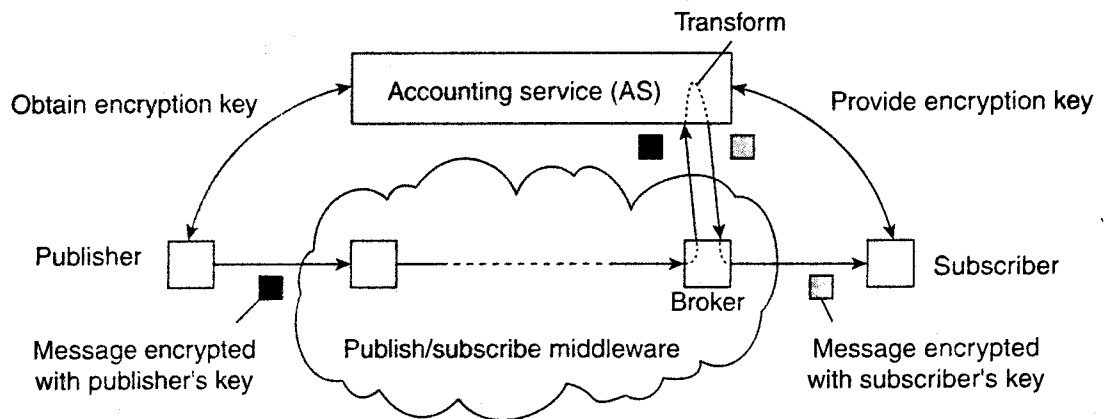 Transform
Accounting service (AS)
Obtain encryption key
Provide encryption key
Publisher
Subscriber
Broker
Message encrypted
with publisher's key
Publish/subscribe middleware
Message encrypted
with subscriber's key